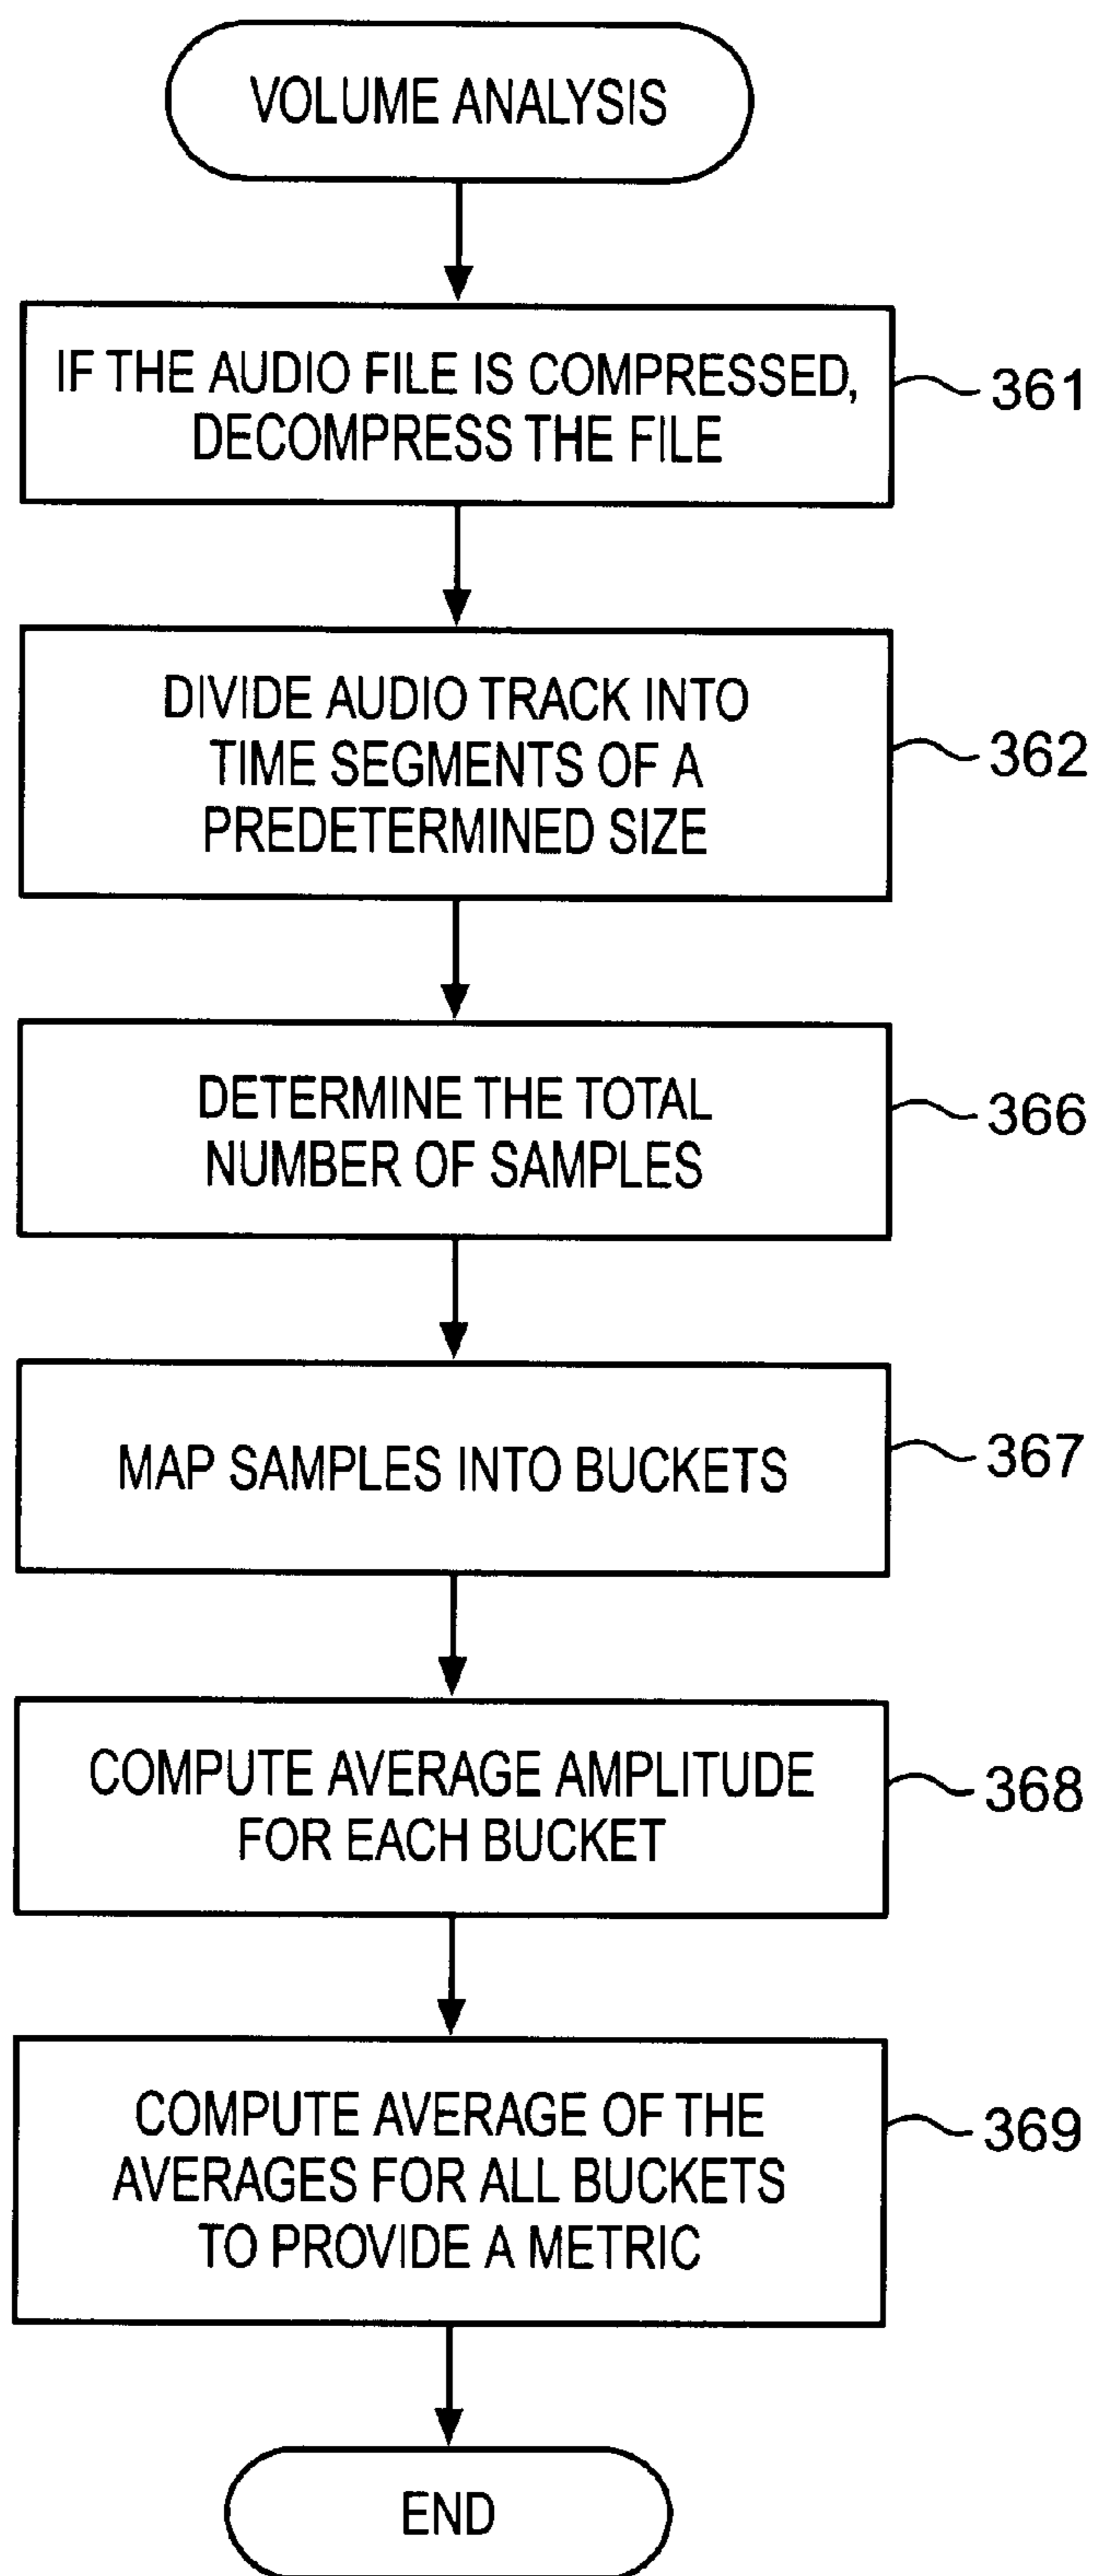 VOLUME ANALYSIS
IF THE AUDIO FILE IS COMPRESSED,
DECOMPRESS THE FILE
361
DIVIDE AUDIO TRACK INTO
TIME SEGMENTS OF A
PREDETERMINED SIZE
362
DETERMINE THE TOTAL
NUMBER OF SAMPLES
366
MAP SAMPLES INTO BUCKETS
367
COMPUTE AVERAGE AMPLITUDE
FOR EACH BUCKET
368
COMPUTE AVERAGE OF THE
AVERAGES FOR ALL BUCKETS
TO PROVIDE A METRIC
369
END